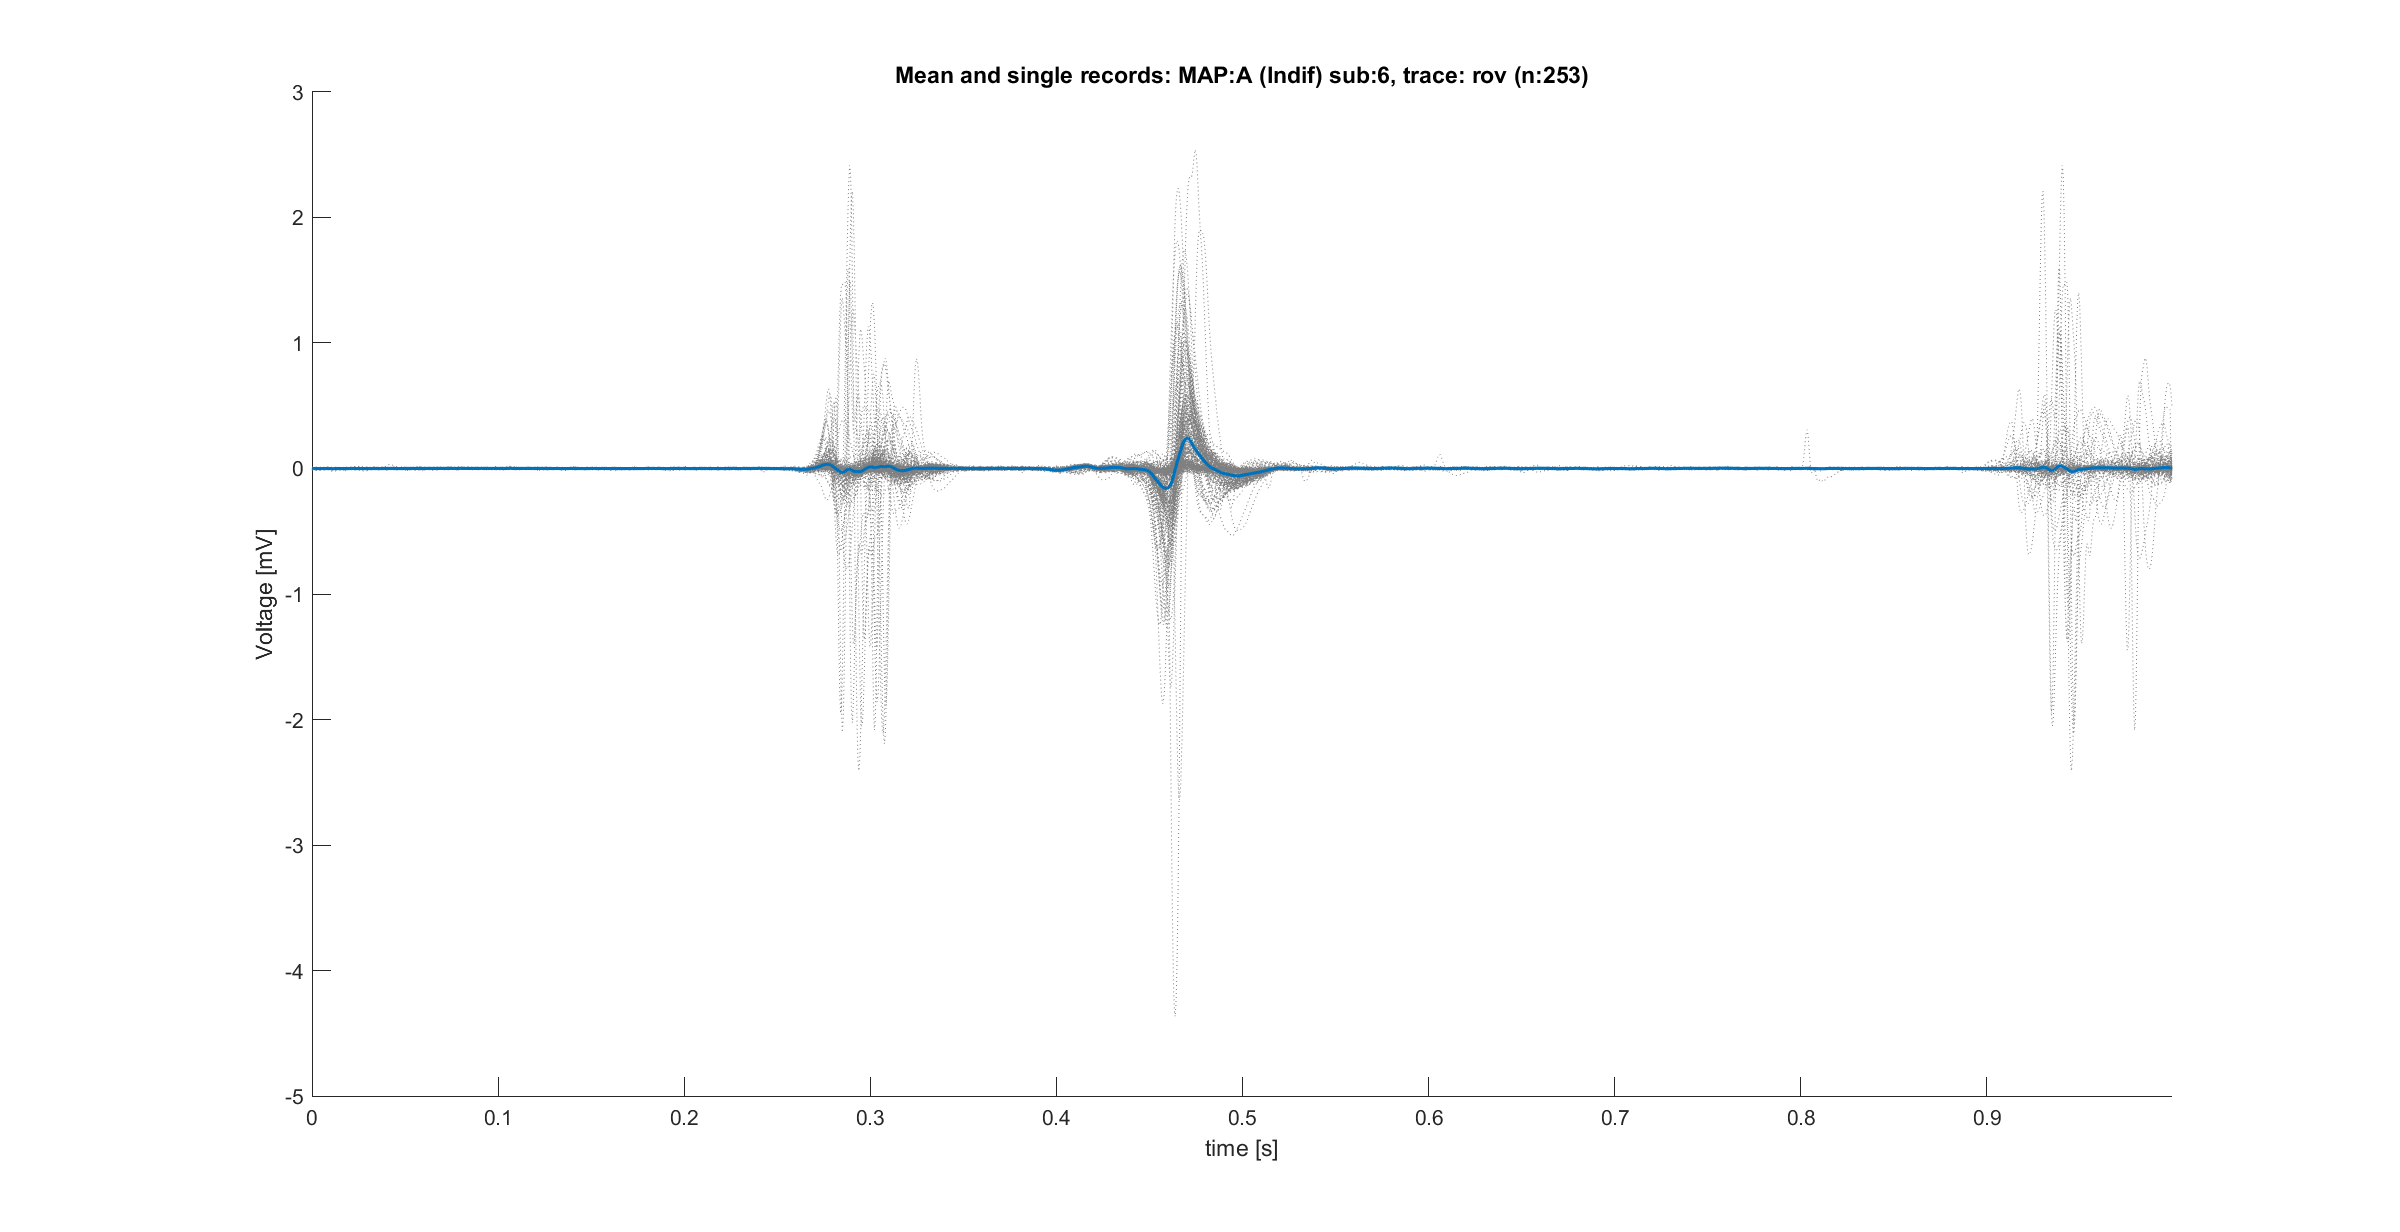 Mean and single records: MAP:A (Indif) sub:6, trace: rov (n:253)
3
2
1
0
-1
-2
-3
-4
-5
Voltage [mV]
0 0.1 0.2 0.3 0.4 0.5 0.6 0.7 0.8 0.9
time [s]